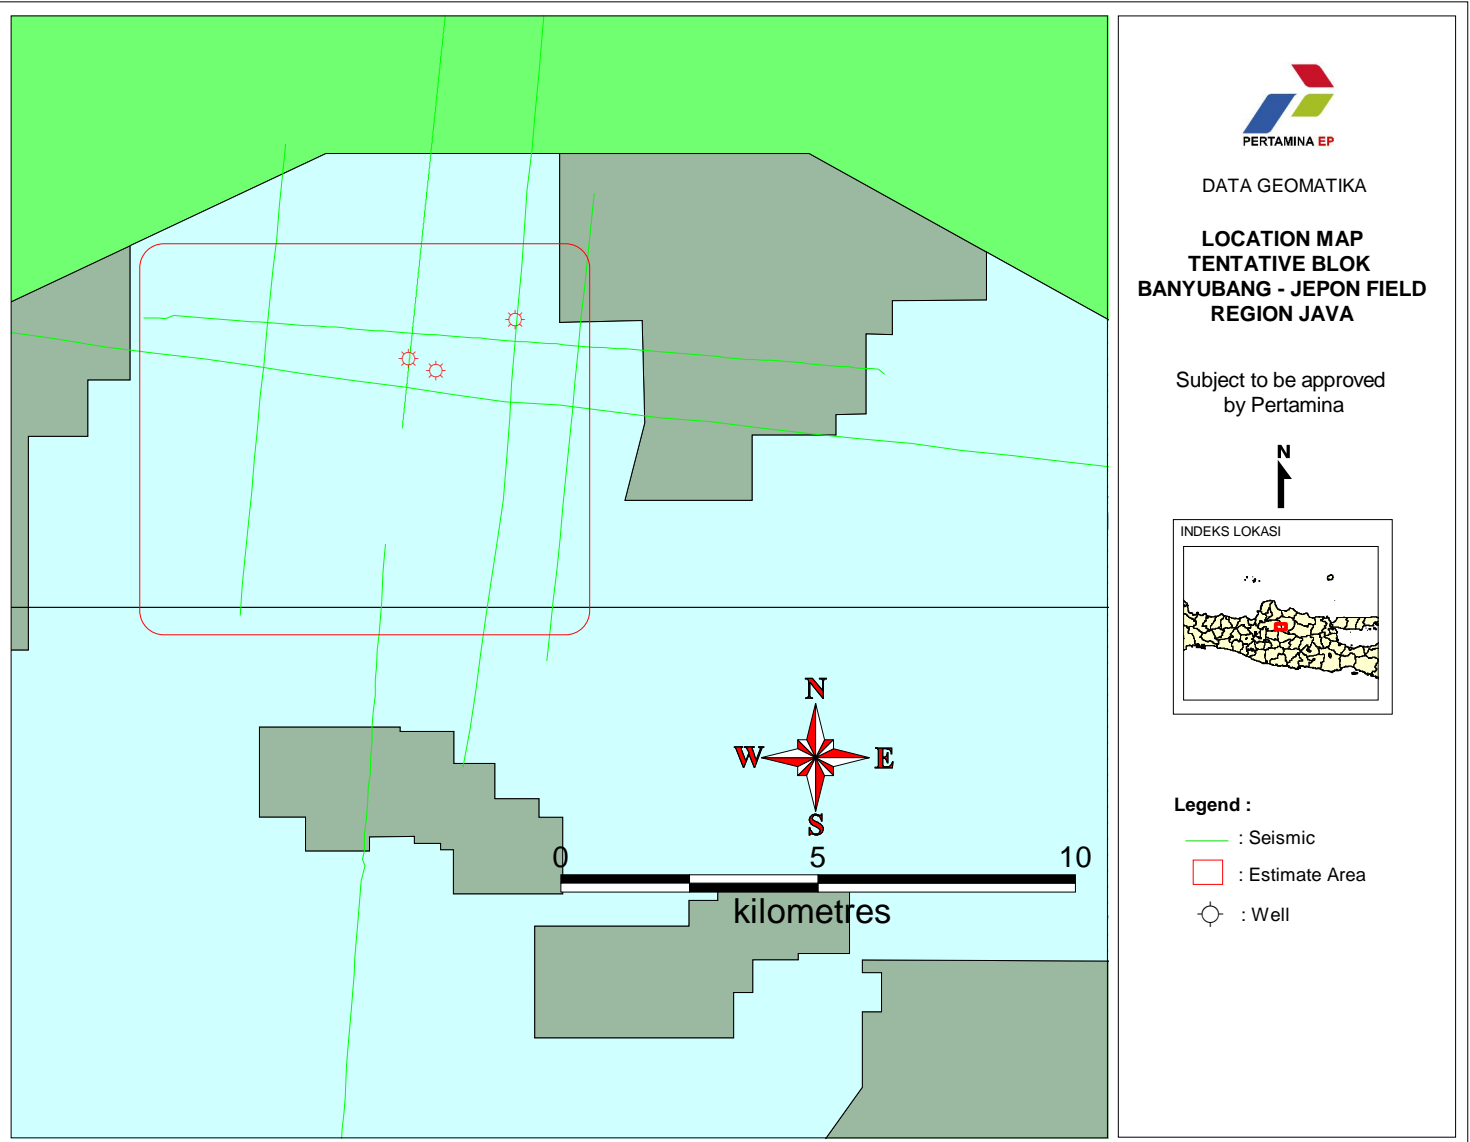 N
W
E
S
0 5 10
kilometres
PERTAMINA EP
DATA GEOMATIKA
LOCATION MAP
TENTATIVE BLOK
BANYUBANG - JEPON FIELD
REGION JAVA
Subject to be approved
by Pertamina
N
INDEKS LOKASI
Legend :
: Seismic
: Estimate Area
: Well